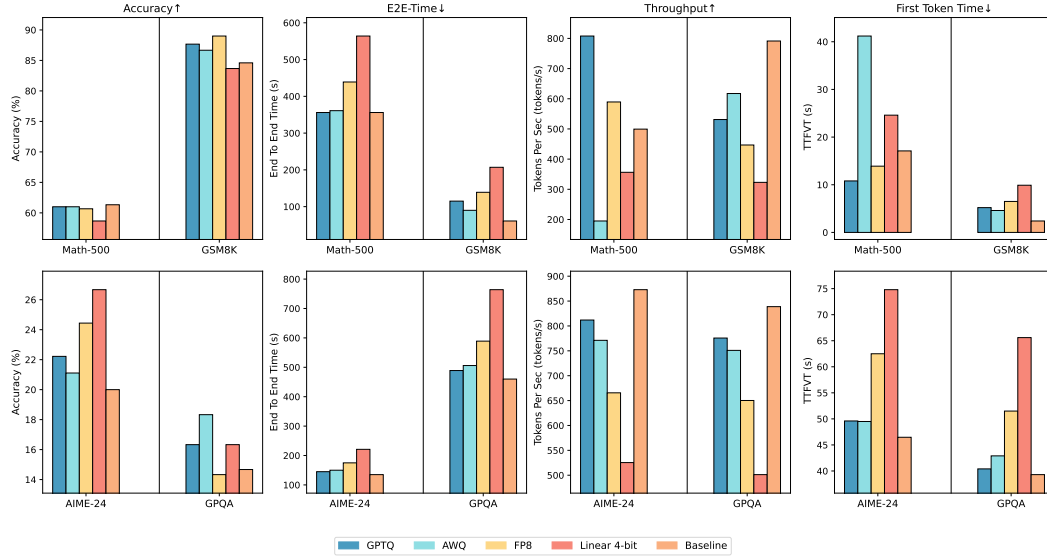 Accuracy↑
E2E-Time↓
Throughput↑
First Token Time↓
Accuracy (%)
90
85
80
75
70
65
60
Math-500
GSM8K
End To End Time (s)
600
500
400
300
200
100
Math-500
GSM8K
Tokens Per Sec (tokens/s)
800
700
600
500
400
300
200
Math-500
GSM8K
TTFVT (s)
40
30
20
10
0
Math-500
GSM8K
Accuracy (%)
26
24
22
20
18
16
14
AIME-24
GPQA
End To End Time (s)
800
700
600
500
400
300
200
100
AIME-24
GPQA
Tokens Per Sec (tokens/s)
900
850
800
750
700
650
600
550
500
AIME-24
GPQA
TTFVT (s)
75
70
65
60
55
50
45
40
AIME-24
GPQA
GPTQ
AWQ
FP8
Linear 4-bit
Baseline